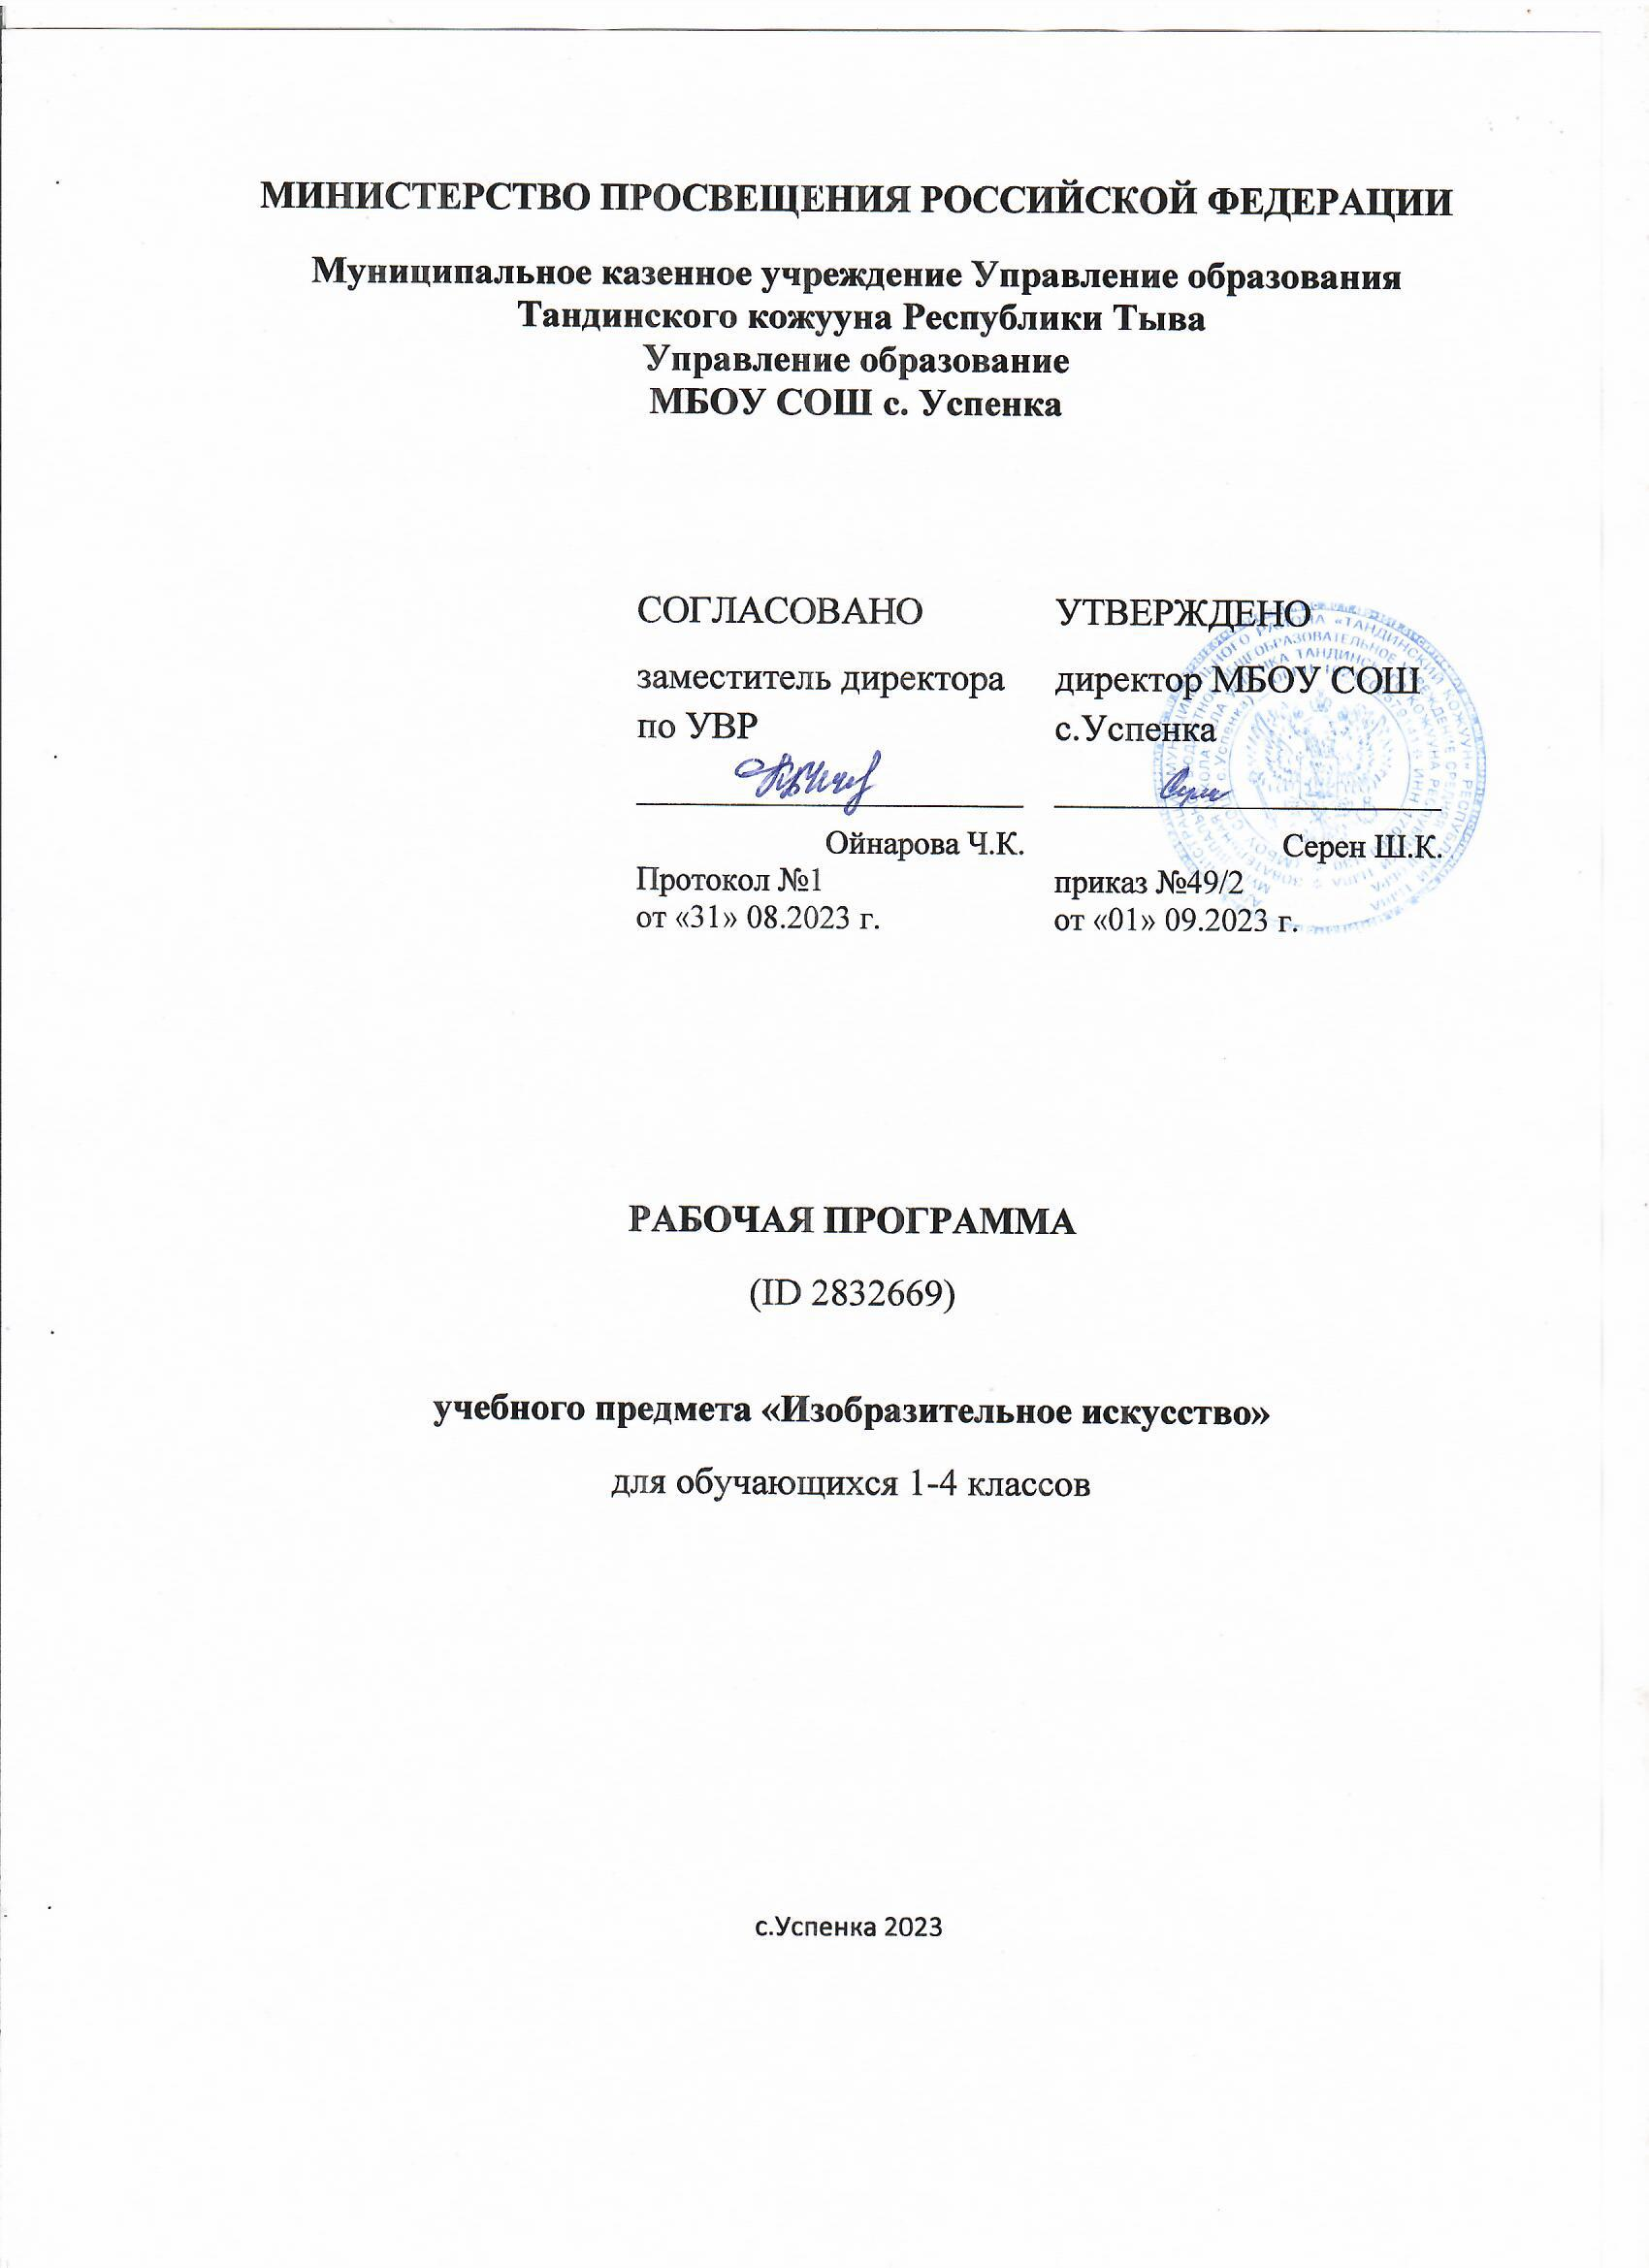 МИНИСТЕРСТВО ПРОСВЕЩЕНИЯ РОССИЙСКОЙ ФЕДЕРАЦИИ
Муниципальное казенное учреждение Управление образования
Тандинского кожууна Республики Тыва
Управление образование
МБОУ СОШ с. Успенка
СОГЛАСОВАНО
заместитель директора
по УВР
Ойнарова Ч.К.
Протокол №1
от «31» 08.2023 г.
УТВЕРЖДЕНО
директор МБОУ СОШ
с.Успенка
Серен Ш.К.
приказ №49/2
от «01» 09.2023 г.
РАБОЧАЯ ПРОГРАММА
(ID 2832669)
учебного предмета «Изобразительное искусство»
для обучающихся 1-4 классов
с.Успенка 2023